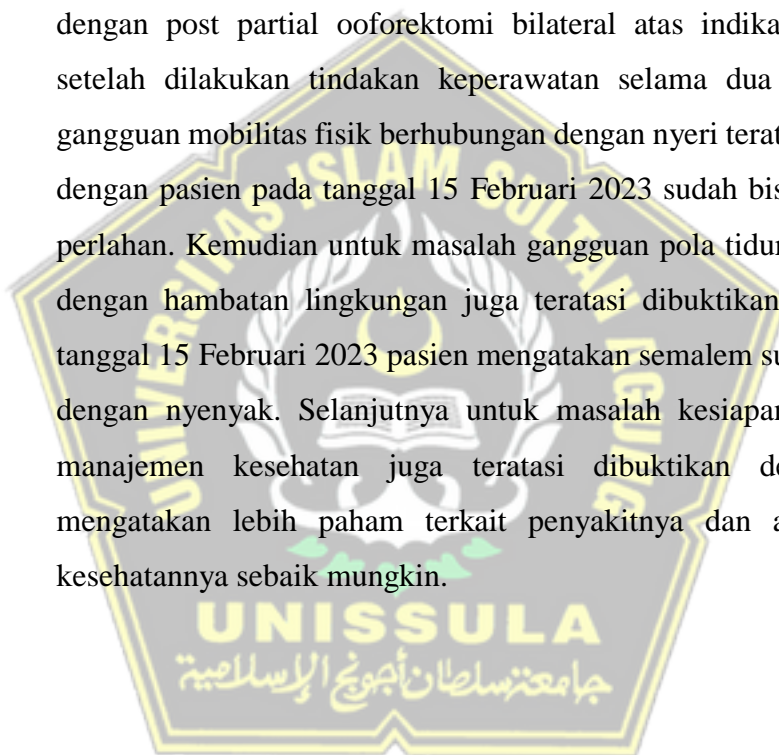 dengan post partial ooforektomi bilateral atas indika
setelah dilakukan tindakan keperawatan selama dua
gangguan mobilitas fisik berhubungan dengan nyeri terat
dengan pasien pada tanggal 15 Februari 2023 sudah bis
perlahan. Kemudian untuk masalah gangguan pola tidur
dengan hambatan lingkungan juga teratasi dibuktikan
tanggal 15 Februari 2023 pasien mengatakan semalem su
dengan nyenyak. Selanjutnya untuk masalah kesiapan
manajemen kesehatan juga teratasi dibuktikan de
mengatakan lebih paham terkait penyakitnya dan a
kesehatannya sebaik mungkin.
UNIVERSITAS ISLAM SULTAN AGUNG
UNISSULA
جامعة سلطان أجونج الإسلامية